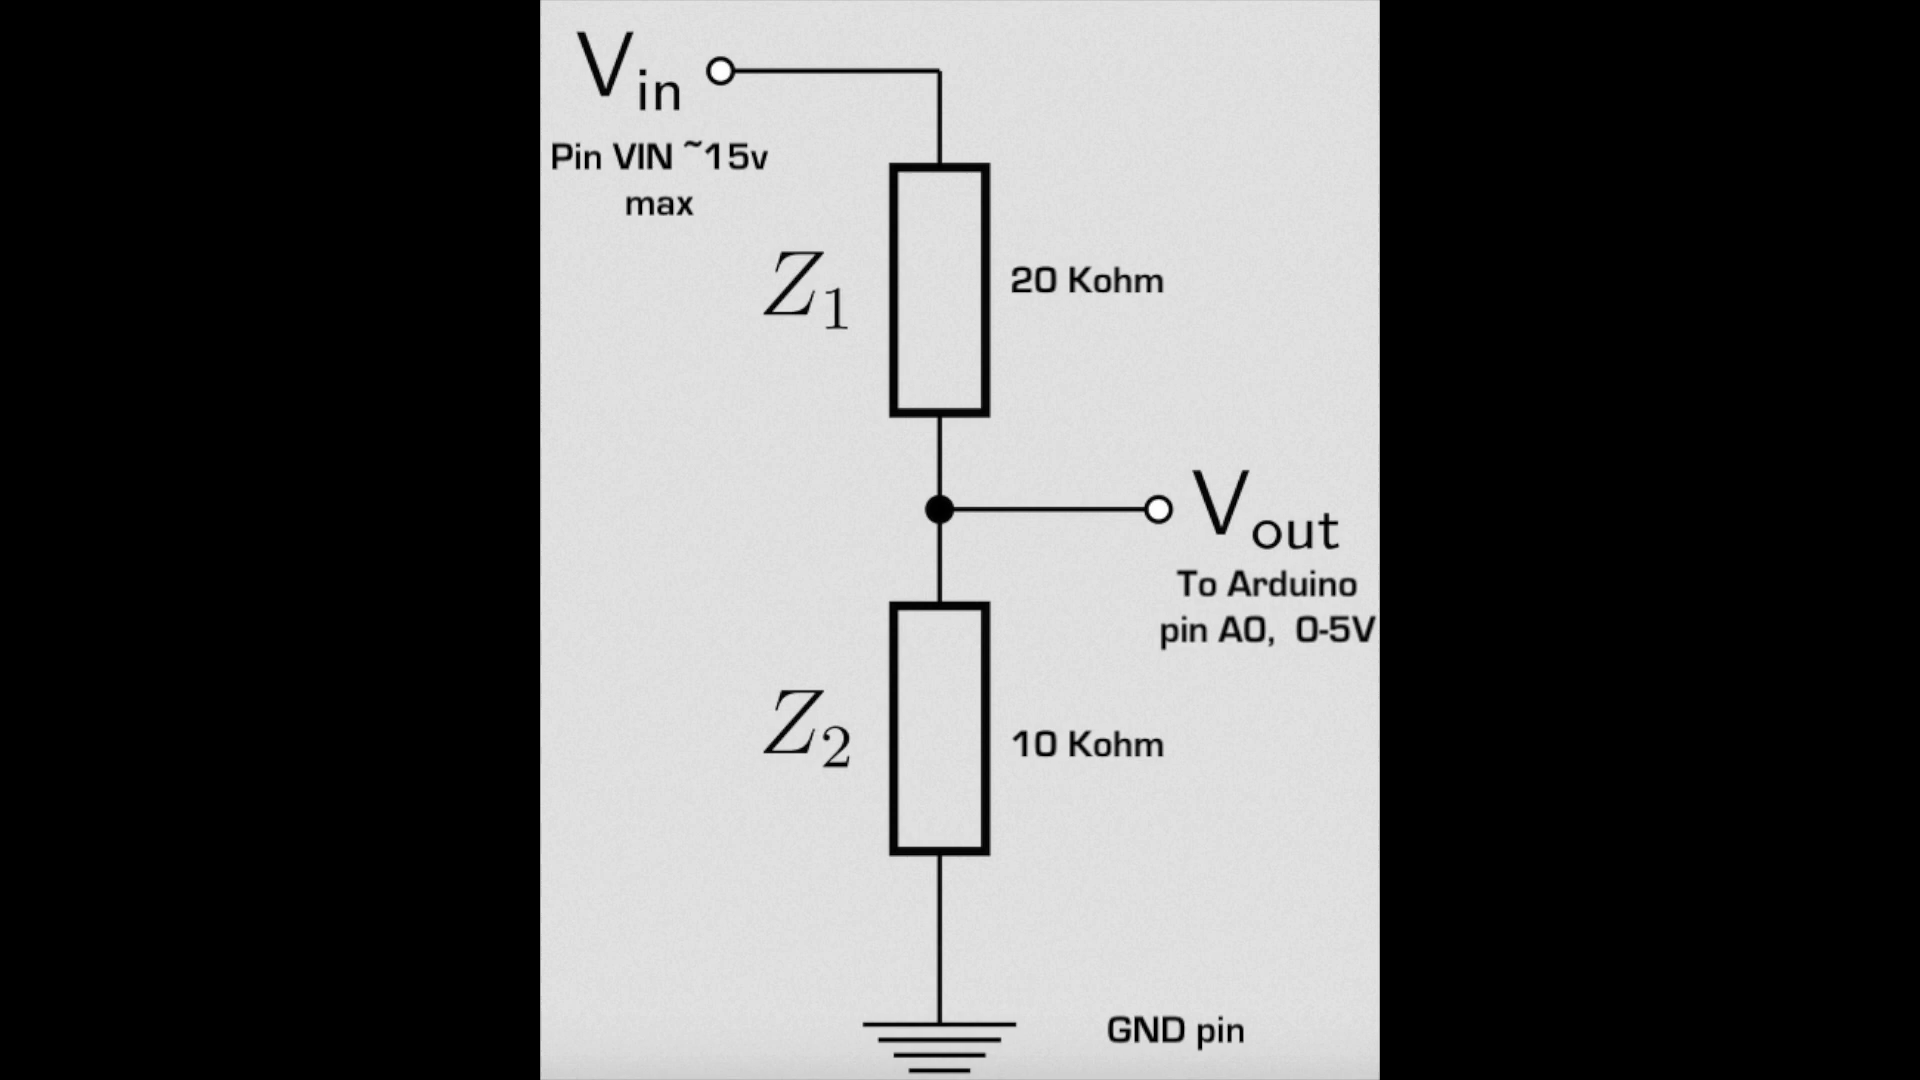 Vin
Pin VIN ~15v
max
Z1
20 Kohm
Vout
To Arduino
pin A0, 0-5V
Z2
10 Kohm
GND pin